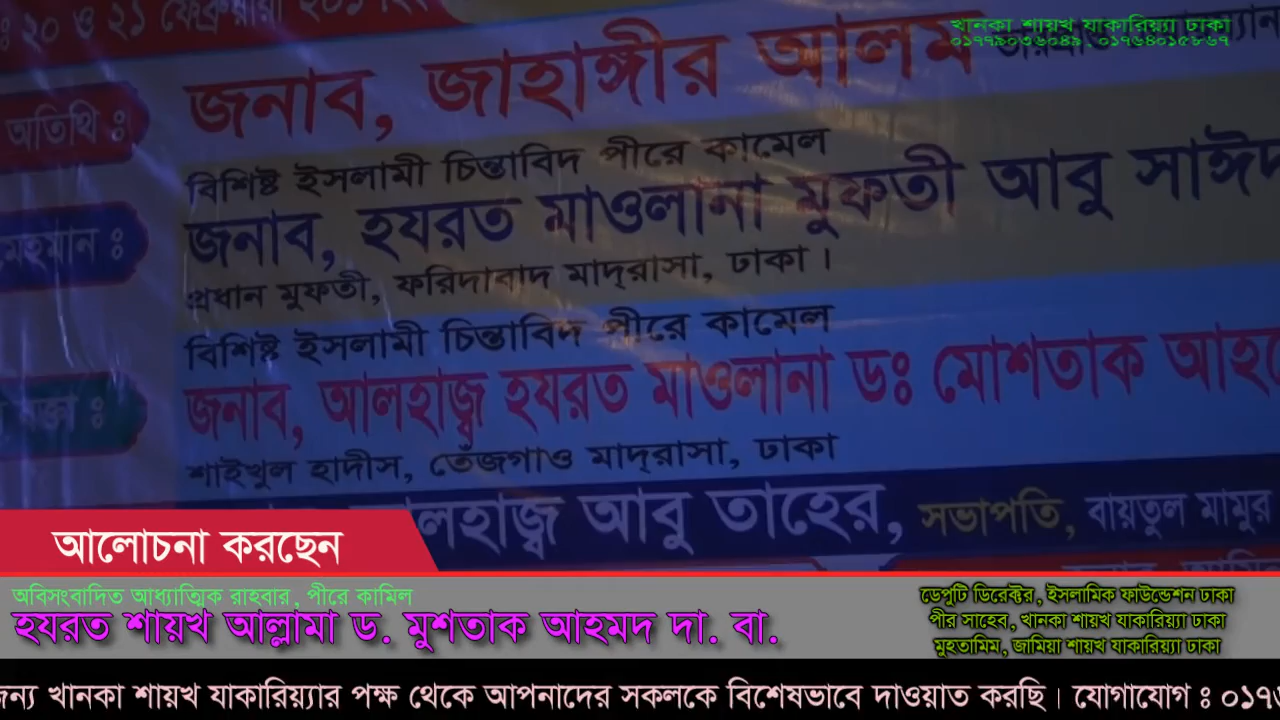 খানকা শায়খ যাকারিয়্যা ঢাকা
০১৭৭৯০৩৬০৪৯ . ০১৭৬৪০১৫৮৬৭
২০ ও ২১ ফেব্রুয়ারী
অতিথি ঃ
জনাব, জাহাঙ্গীর আলম
বিশিষ্ট ইসলামী চিন্তাবিদ পীরে কামেল
মেহমান ঃ
জনাব, হযরত মাওলানা মুফতী আবু সাঈদ
প্রধান মুফতী, ফরিদাবাদ মাদ্রাসা, ঢাকা ।
বিশিষ্ট ইসলামী চিন্তাবিদ পীরে কামেল
বক্তা ঃ
জনাব, আলহাজ্ব হযরত মাওলানা ডঃ মোশতাক
শাইখুল হাদীস, তেঁজগাও মাদ্রাসা, ঢাকা
আলহাজ্ব আবু তাহের, সভাপতি, বায়তুল মামুর
আলোচনা করছেন
অবিসংবাদিত আধ্যাত্মিক রাহবার, পীরে কামিল
হযরত শায়খ আল্লামা ড. মুশতাক আহমদ দা. বা.
ডেপুটি ডিরেক্টর, ইসলামিক ফাউন্ডেশন ঢাকা
পীর সাহেব, খানকা শায়খ যাকারিয়্যা ঢাকা
মুহতামিম, জামিয়া শায়খ যাকারিয়্যা ঢাকা
জন্য খানকা শায়খ যাকারিয়্যার পক্ষ থেকে আপনাদের সকলকে বিশেষভাবে দাওয়াত করছি। যোগাযোগ ঃ ০১৭